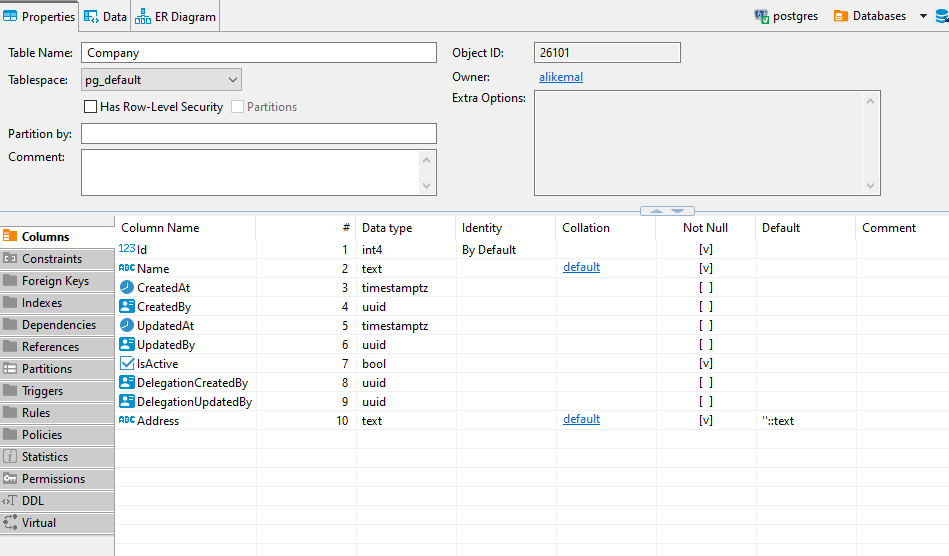 Properties Data ER Diagram postgres Databases
Table Name: Company Object ID: 26101
Tablespace: pg_default Owner: alikemal
Has Row-Level Security Partitions Extra Options:
Partition by:
Comment:
Columns
Constraints
Foreign Keys
Indexes
Dependencies
References
Partitions
Triggers
Rules
Policies
Statistics
Permissions
DDL
Virtual
Column Name # Data type Identity Collation Not Null Default Comment
123 Id 1 int4 By Default [v]
ABC Name 2 text default [v]
CreatedAt 3 timestamptz [ ]
CreatedBy 4 uuid [ ]
UpdatedAt 5 timestamptz [ ]
UpdatedBy 6 uuid [ ]
IsActive 7 bool [v]
DelegationCreatedBy 8 uuid [ ]
DelegationUpdatedBy 9 uuid [ ]
ABC Address 10 text default [v] ''::text